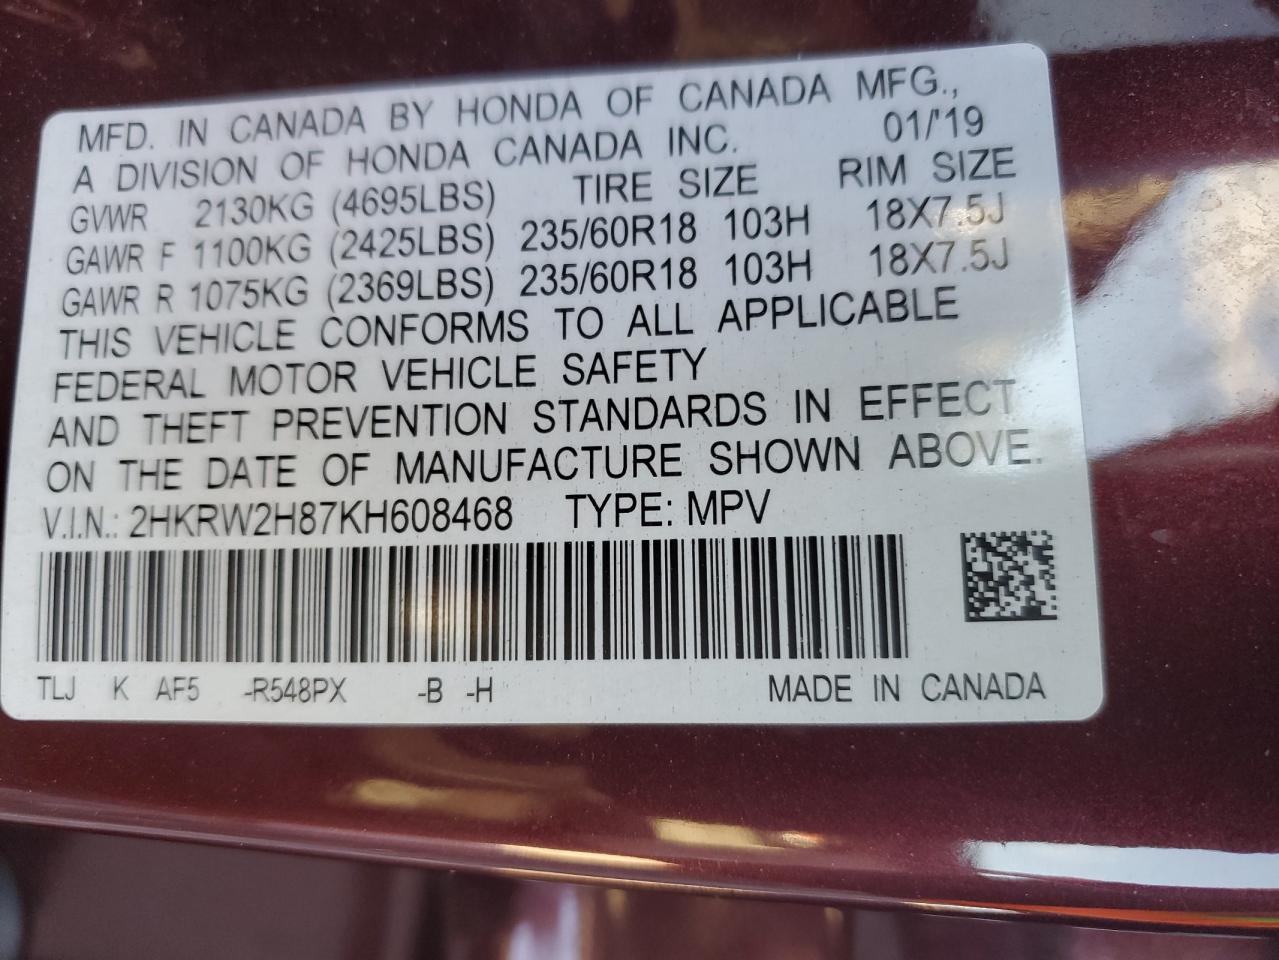 MFD. IN CANADA BY HONDA OF CANADA MFG.,
A DIVISION OF HONDA CANADA INC. 01/'19
GVWR 2130KG (4695LBS) TIRE SIZE RIM SIZE
GAWR F 1100KG (2425LBS) 235/60R18 103H 18X7.5J
GAWR R 1075KG (2369LBS) 235/60R18 103H 18X7.5J
THIS VEHICLE CONFORMS TO ALL APPLICABLE
FEDERAL MOTOR VEHICLE SAFETY
AND THEFT PREVENTION STANDARDS IN EFFECT
ON THE DATE OF MANUFACTURE SHOWN ABOVE.
V.I.N.: 2HKRW2H87KH608468 TYPE: MPV
TLJ K AF5 -R548PX -B -H MADE IN CANADA